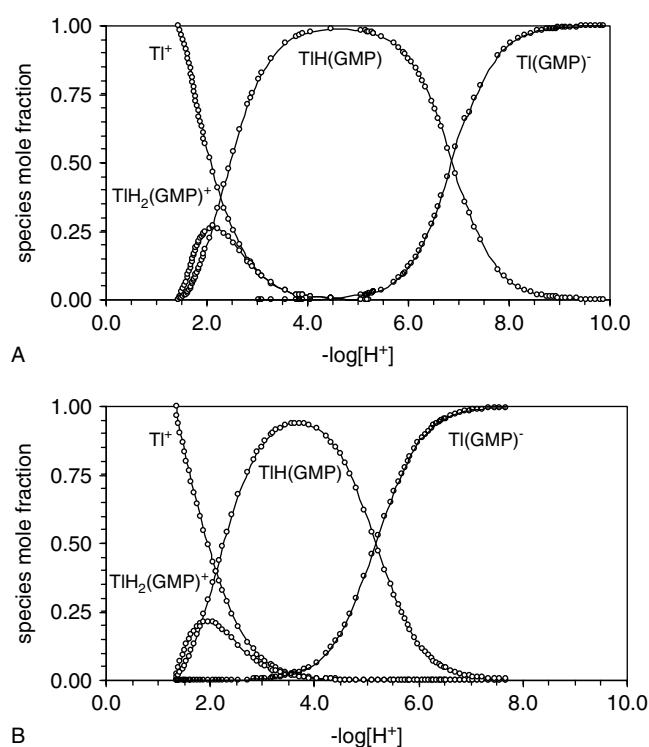 1.00
Tl⁺
TlH(GMP)
Tl(GMP)⁻
0.75
species mole fraction
0.50
TlH₂(GMP)⁺
0.25
0.00
0.0 2.0 4.0 6.0 8.0 10.0
A
-log[H⁺]
1.00
Tl⁺
Tl(GMP)⁻
TlH(GMP)
0.75
species mole fraction
0.50
TlH₂(GMP)⁺
0.25
0.00
0.0 2.0 4.0 6.0 8.0 10.0
B
-log[H⁺]